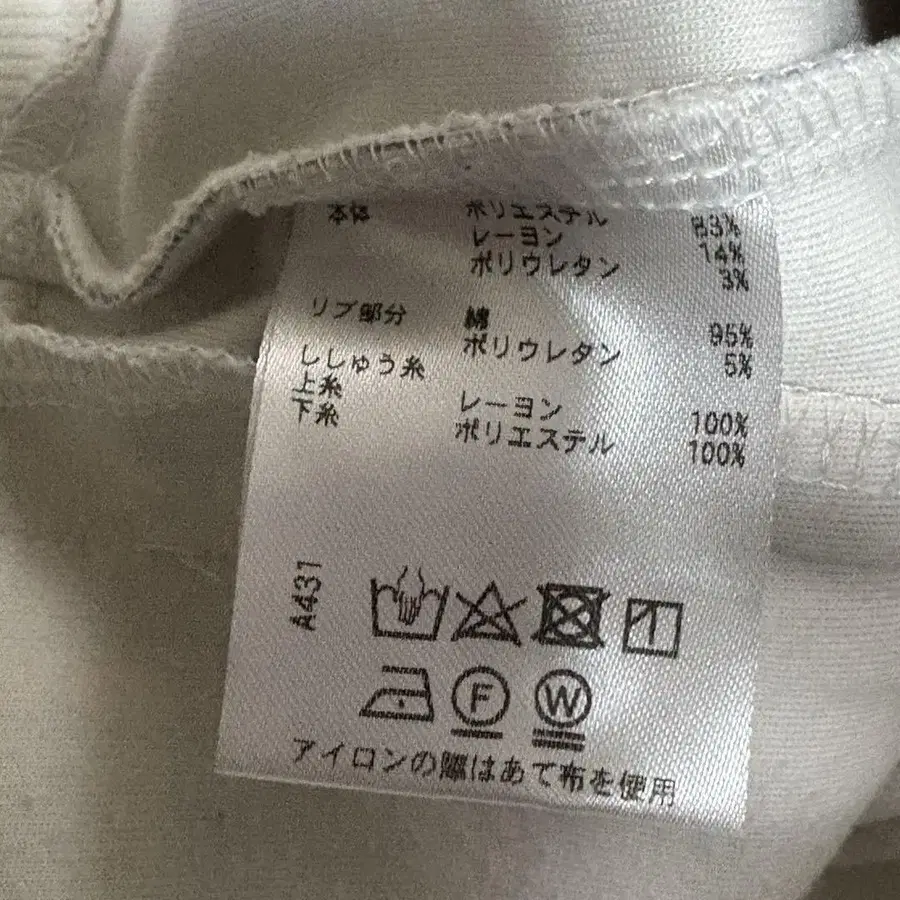 本体 ポリエステル 83%
レーヨン 14%
ポリウレタン 3%
リブ部分 綿 95%
ポリウレタン 5%
ししゅう糸
上糸 レーヨン 100%
下糸 ポリエステル 100%
A431
F W
アイロンの際はあて布を使用